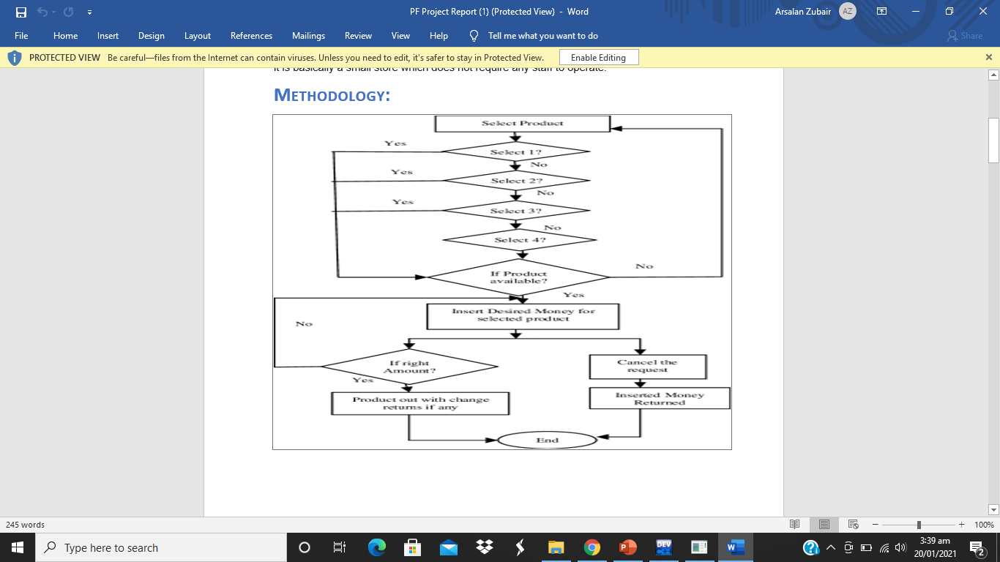 PF Project Report (1) (Protected View) - Word
Arsalan Zubair
AZ
File Home Insert Design Layout References Mailings Review View Help Tell me what you want to do
Share
PROTECTED VIEW Be careful—files from the Internet can contain viruses. Unless you need to edit, it's safer to stay in Protected View.
Enable Editing
It is basically a small store which does not require any staff to operate.
METHODOLOGY:
Select Product
Yes
Select 1?
No
Yes
Select 2?
No
Yes
Select 3?
No
Select 4?
If Product
available?
No
Yes
Insert Desired Money for
selected product
No
If right
Amount?
Yes
Cancel the
request
Product out with change
returns if any
Inserted Money
Returned
End
245 words
100%
Type here to search
DEV
C++
P
W
3:39 am
20/01/2021
2